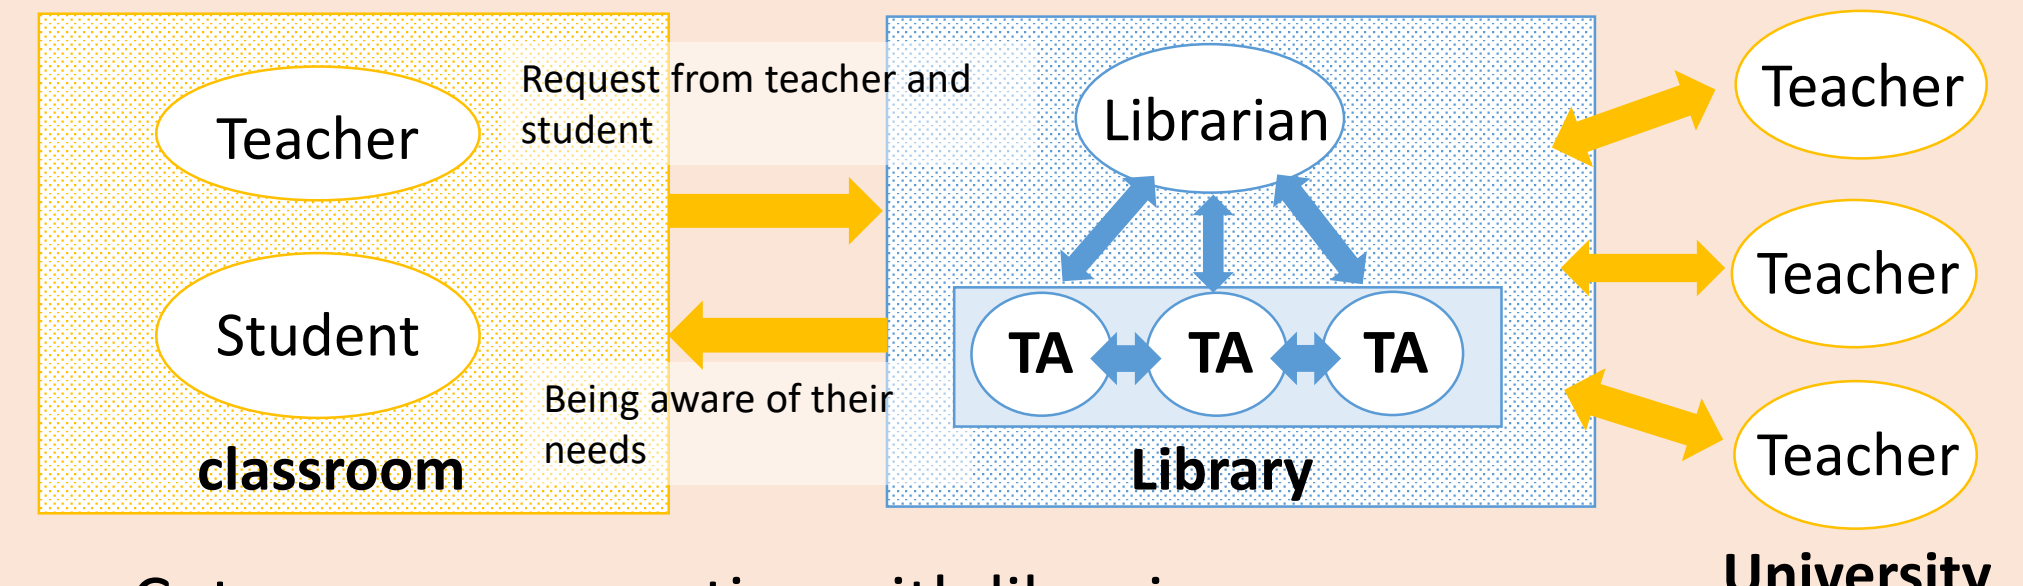 Teacher
Student
classroom
Request from teacher and
student
Being aware of their
needs
Librarian
TA TA TA
Library
Teacher
Teacher
Teacher
University
with